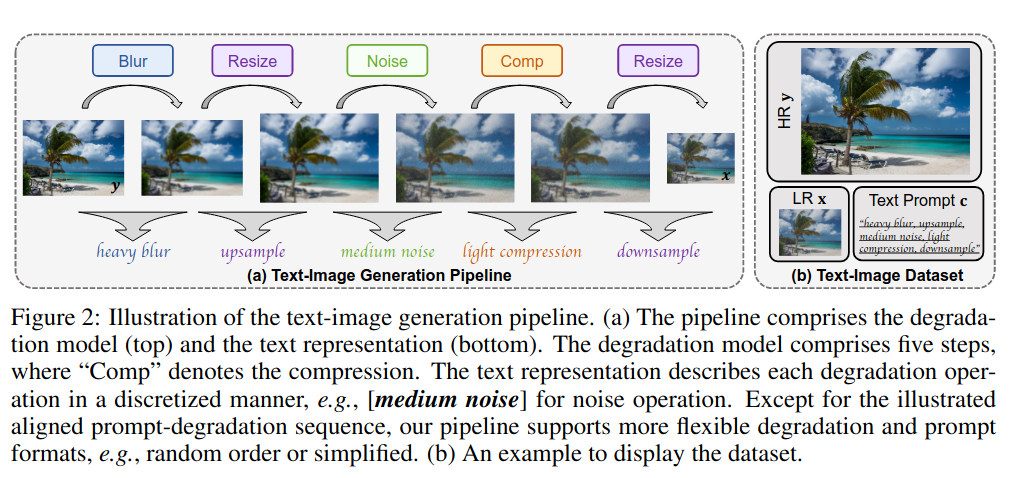 Blur Resize Noise Comp Resize
y x
heavy blur upsample medium noise light compression downsample
(a) Text-Image Generation Pipeline
HR y
LR x
Text Prompt c
"heavy blur, upsample,
medium noise, light
compression, downsample"
(b) Text-Image Dataset
Figure 2: Illustration of the text-image generation pipeline. (a) The pipeline comprises the degrada-
tion model (top) and the text representation (bottom). The degradation model comprises five steps,
where “Comp” denotes the compression. The text representation describes each degradation oper-
ation in a discretized manner, e.g., [medium noise] for noise operation. Except for the illustrated
aligned prompt-degradation sequence, our pipeline supports more flexible degradation and prompt
formats, e.g., random order or simplified. (b) An example to display the dataset.